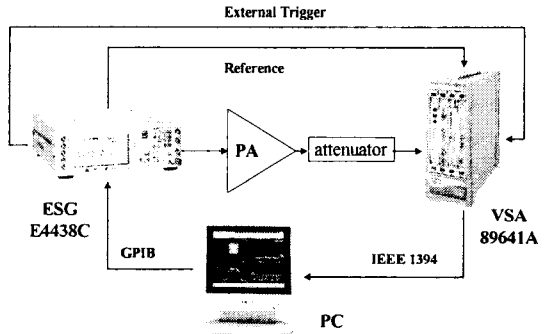 External Trigger
Reference
PA
attenuator
ESG
E4438C
VSA
89641A
GPIB
IEEE 1394
PC